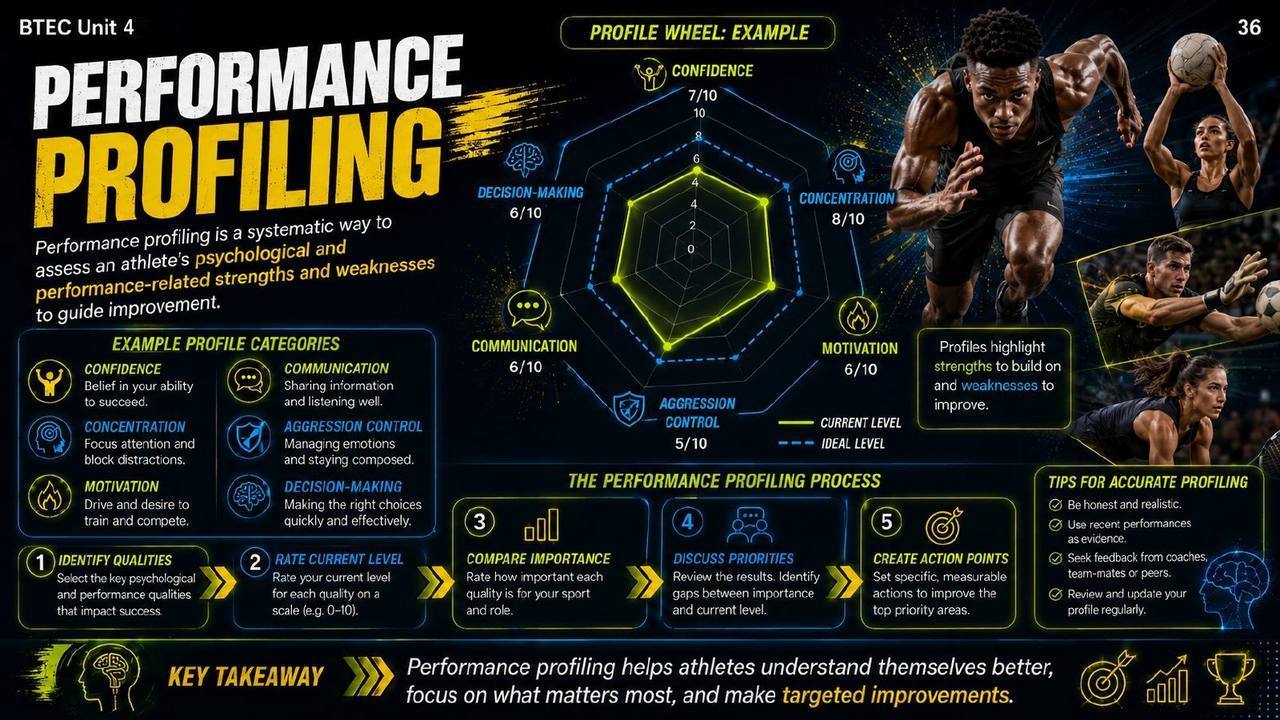 BTEC Unit 4
36
PERFORMANCE
PROFILING
Performance profiling is a systematic way to
assess an athlete's psychological and
performance-related strengths and weaknesses
to guide improvement.
EXAMPLE PROFILE CATEGORIES
CONFIDENCE
Belief in your ability
to succeed.
CONCENTRATION
Focus attention and
block distractions.
MOTIVATION
Drive and desire to
train and compete.
COMMUNICATION
Sharing information
and listening well.
AGGRESSION CONTROL
Managing emotions
and staying composed.
DECISION-MAKING
Making the right choices
quickly and effectively.
PROFILE WHEEL: EXAMPLE
CONFIDENCE
7/10
10
8
6
4
4
2
0
DECISION-MAKING
6/10
CONCENTRATION
8/10
COMMUNICATION
6/10
MOTIVATION
6/10
AGGRESSION
CONTROL
5/10
CURRENT LEVEL
IDEAL LEVEL
Profiles highlight
strengths to build on
and weaknesses to
improve.
THE PERFORMANCE PROFILING PROCESS
1 IDENTIFY QUALITIES
Select the key psychological
and performance qualities
that impact success.
2 RATE CURRENT LEVEL
Rate your current level
for each quality on a
scale (e.g. 0–10).
3
COMPARE IMPORTANCE
Rate how important each
quality is for your sport
and role.
4
DISCUSS PRIORITIES
Review the results. Identify
gaps between importance
and current level.
5
CREATE ACTION POINTS
Set specific, measurable
actions to improve the
top priority areas.
TIPS FOR ACCURATE PROFILING
Be honest and realistic.
Use recent performances
as evidence.
Seek feedback from coaches,
team-mates or peers.
Review and update your
profile regularly.
KEY TAKEAWAY
Performance profiling helps athletes understand themselves better,
focus on what matters most, and make targeted improvements.